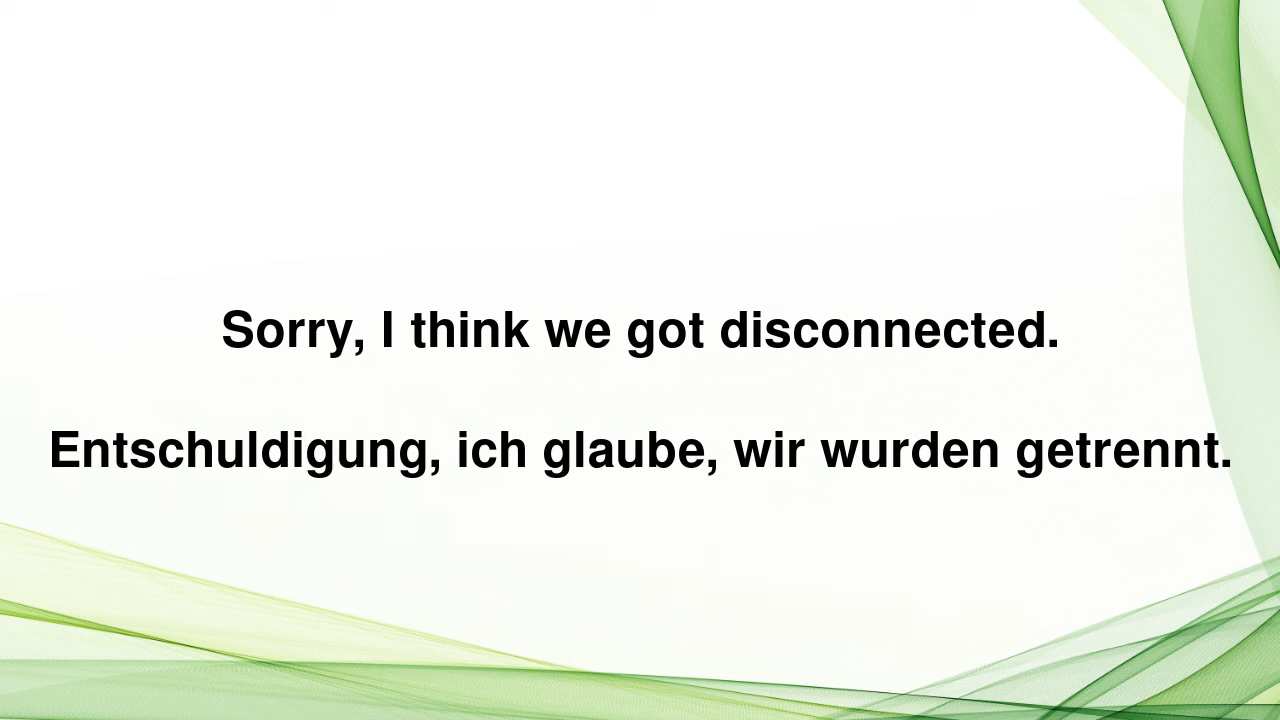 Sorry, I think we got disconnected.
Entschuldigung, ich glaube, wir wurden getrennt.